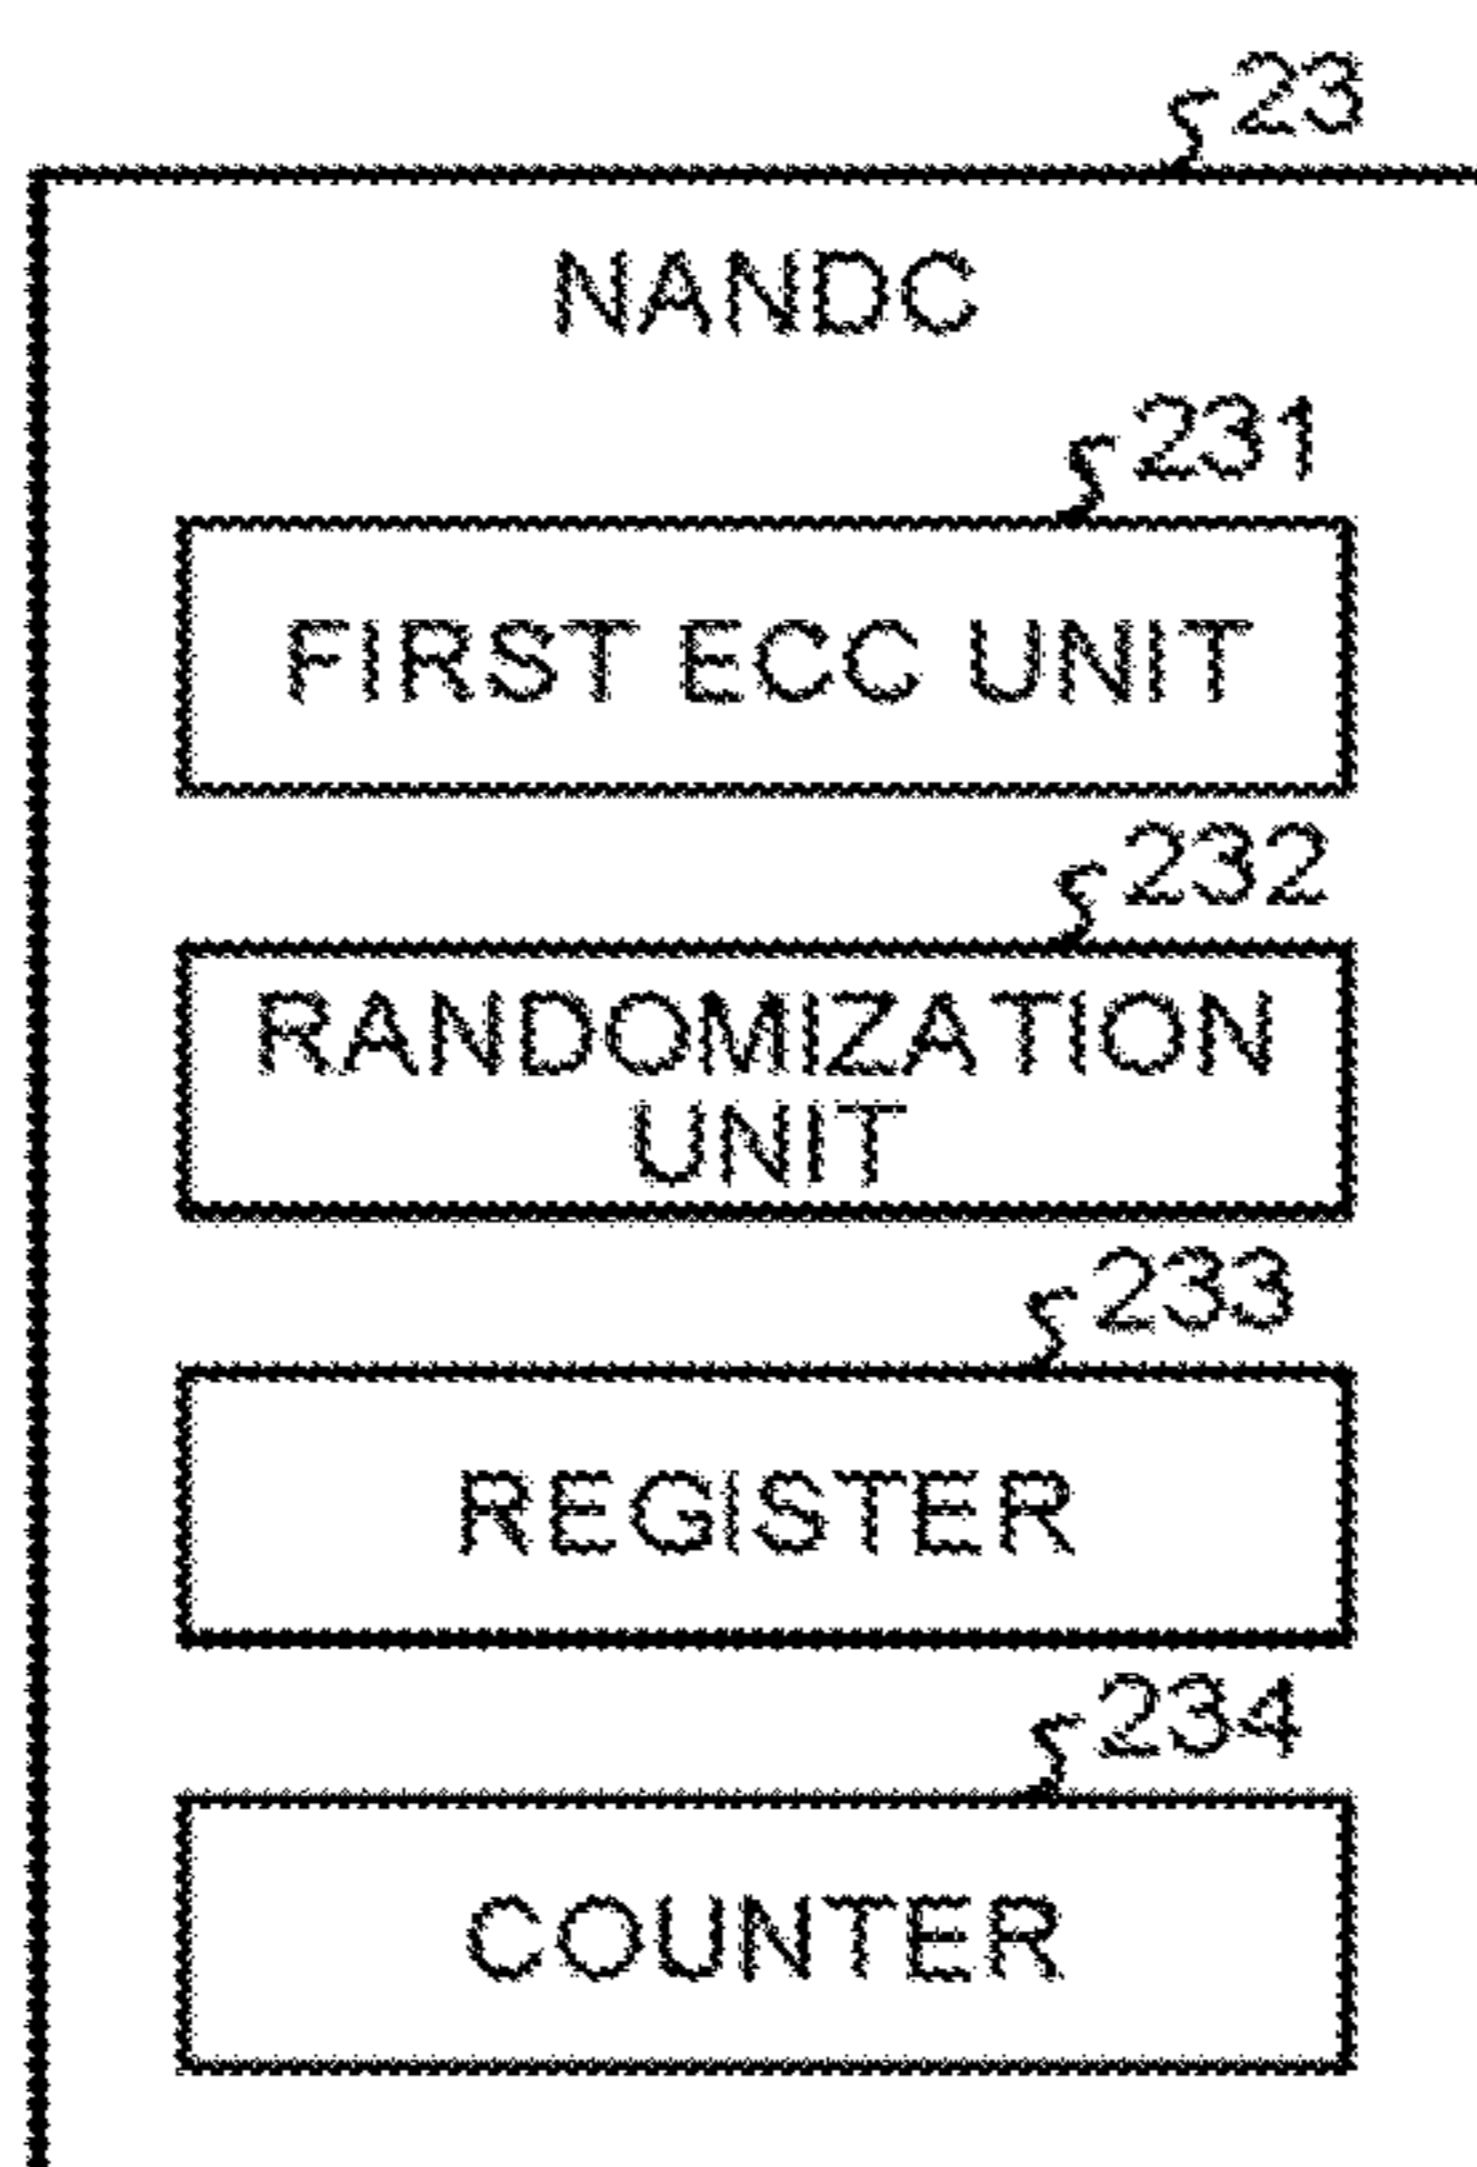 23
NANDC
231
FIRST ECC UNIT
232
RANDOMIZATION
UNIT
233
REGISTER
234
COUNTER